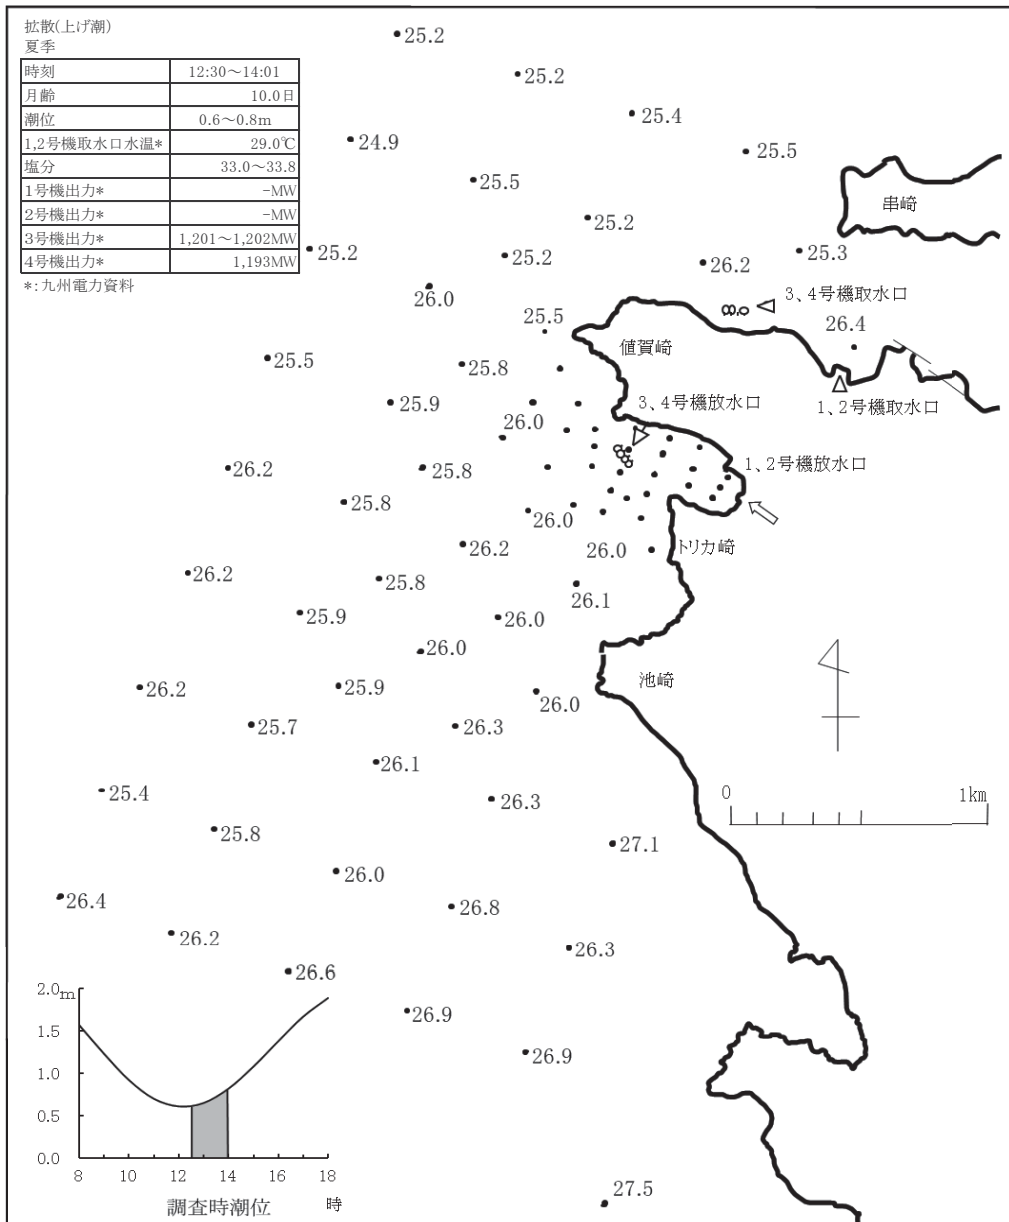 拡散(上げ潮)
夏季
時刻 12:30～14:01
月齢 10.0日
潮位 0.6～0.8m
1,2号機取水口水温* 29.0℃
塩分 33.0～33.8
1号機出力* −MW
2号機出力* −MW
3号機出力* 1,201～1,202MW
4号機出力* 1,193MW
*:九州電力資料
25.2
25.2
25.4
24.9
25.5
25.5
串崎
25.2
25.2
25.2
25.3
26.2
3、4号機取水口
26.0
25.5
26.4
値賀崎
25.5
25.8
25.9
3、4号機放水口
1、2号機取水口
26.0
26.2
25.8
1、2号機放水口
25.8
26.0
26.2
26.0
トリカ崎
26.2
25.8
26.1
25.9
26.0
26.0
26.2
25.9
池崎
26.0
25.7
26.3
26.1
25.4
26.3
0
1km
25.8
27.1
26.0
26.4
26.8
26.2
26.3
26.6
26.9
26.9
27.5
2.0m
1.5
1.0
0.5
0.0
8 10 12 14 16 18
調査時潮位 時